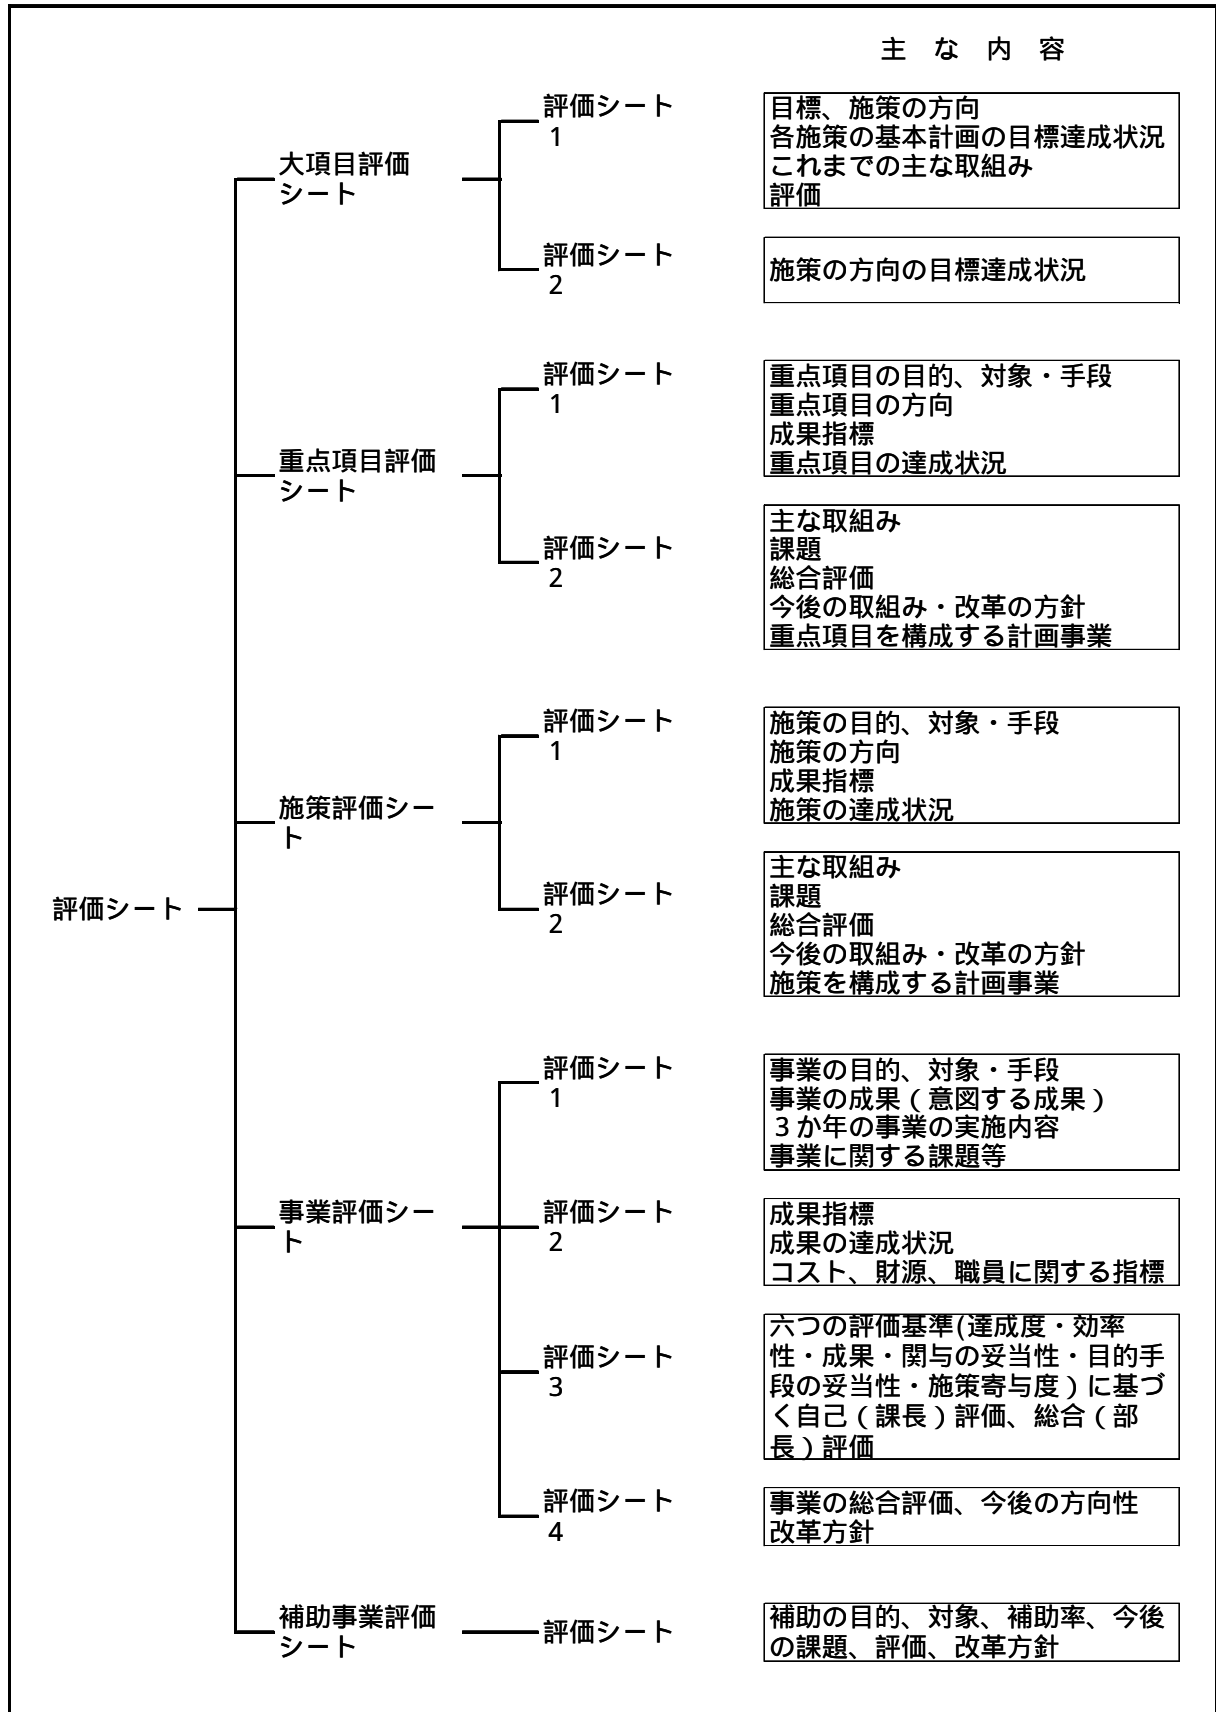 主 な 内 容
評価シート
大項目評価
シート
評価シート
1
目標、施策の方向
各施策の基本計画の目標達成状況
これまでの主な取組み
評価
評価シート
2
施策の方向の目標達成状況
重点項目評価
シート
評価シート
1
重点項目の目的、対象・手段
重点項目の方向
成果指標
重点項目の達成状況
評価シート
2
主な取組み
課題
総合評価
今後の取組み・改革の方針
重点項目を構成する計画事業
施策評価シー
ト
評価シート
1
施策の目的、対象・手段
施策の方向
成果指標
施策の達成状況
評価シート
2
主な取組み
課題
総合評価
今後の取組み・改革の方針
施策を構成する計画事業
事業評価シー
ト
評価シート
1
事業の目的、対象・手段
事業の成果（意図する成果）
３か年の事業の実施内容
事業に関する課題等
評価シート
2
成果指標
成果の達成状況
コスト、財源、職員に関する指標
評価シート
3
六つの評価基準(達成度・効率
性・成果・関与の妥当性・目的手
段の妥当性・施策寄与度）に基づ
く自己（課長）評価、総合（部
長）評価
評価シート
4
事業の総合評価、今後の方向性
改革方針
補助事業評価
シート
評価シート
補助の目的、対象、補助率、今後
の課題、評価、改革方針